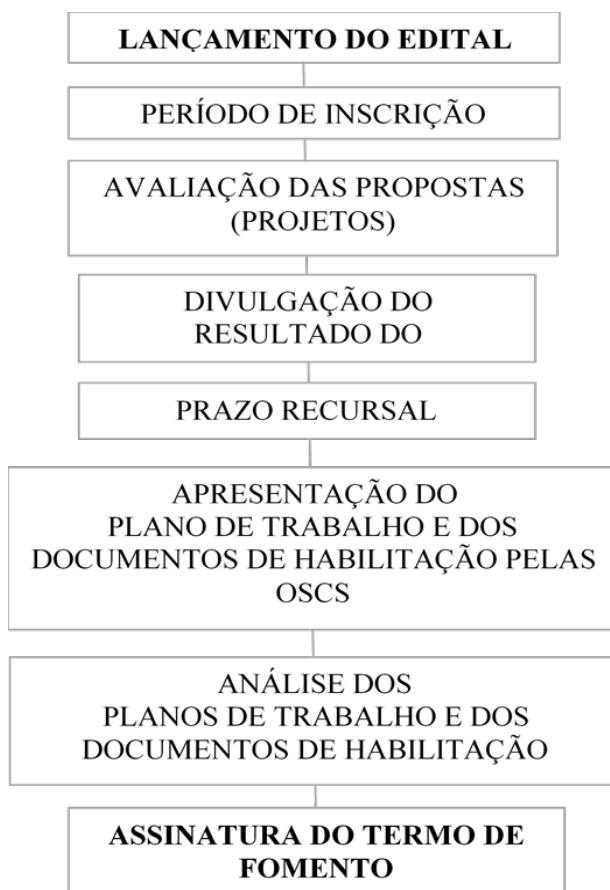 LANÇAMENTO DO EDITAL
PERÍODO DE INSCRIÇÃO
AVALIAÇÃO DAS PROPOSTAS
(PROJETOS)
DIVULGAÇÃO DO
RESULTADO DO
PRAZO RECURSAL
APRESENTAÇÃO DO
PLANO DE TRABALHO E DOS
DOCUMENTOS DE HABILITAÇÃO PELAS
OSCS
ANÁLISE DOS
PLANOS DE TRABALHO E DOS
DOCUMENTOS DE HABILITAÇÃO
ASSINATURA DO TERMO DE
FOMENTO